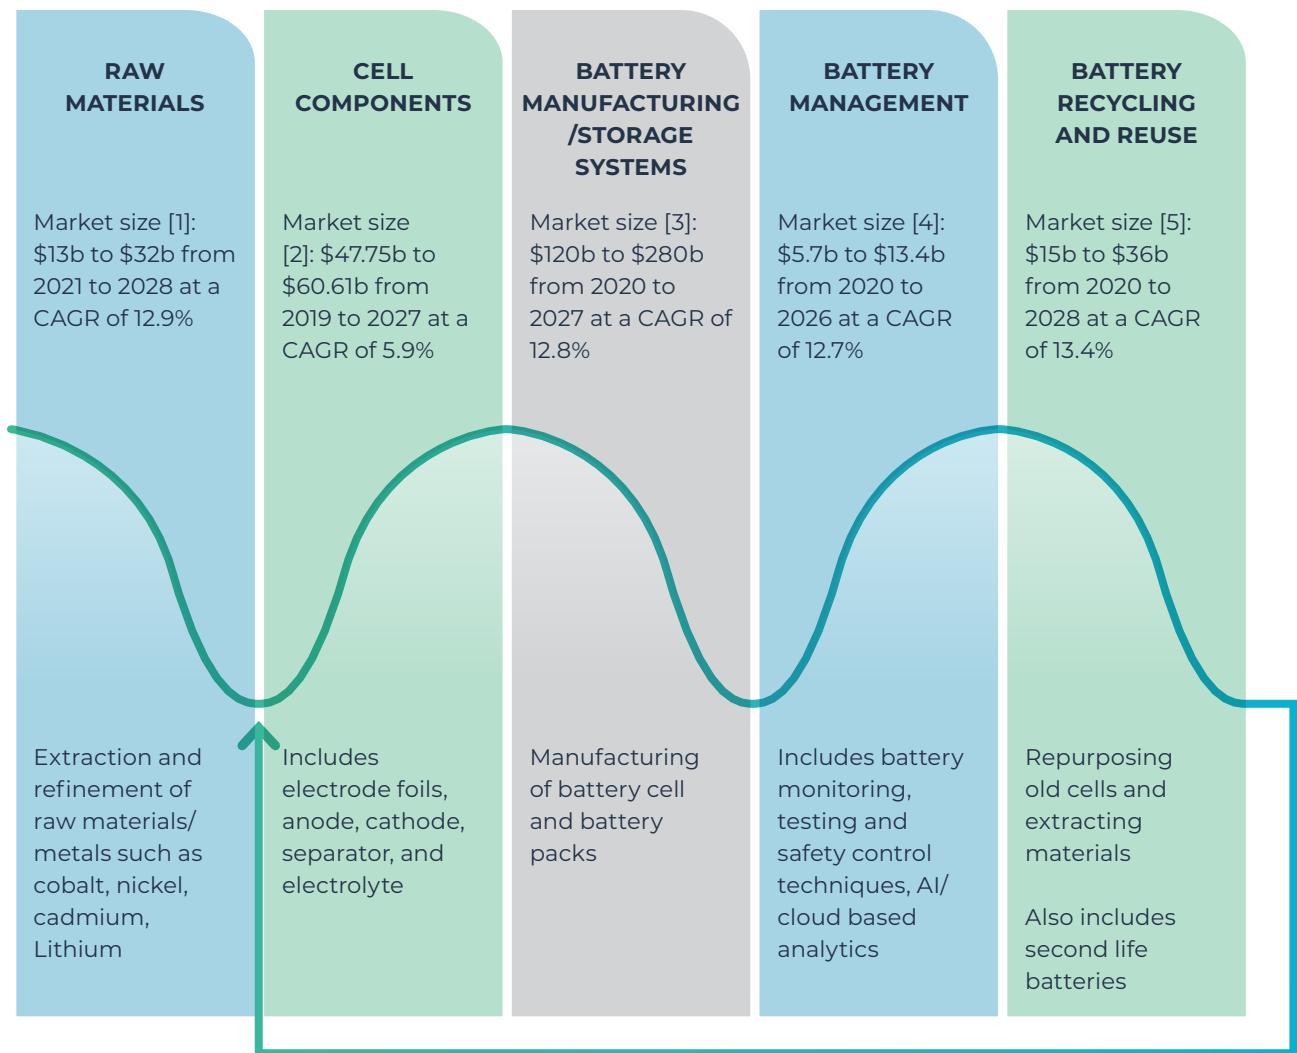 RAW
MATERIALS
Market size [1]:
$13b to $32b from
2021 to 2028 at a
CAGR of 12.9%
Extraction and
refinement of
raw materials/
metals such as
cobalt, nickel,
cadmium,
Lithium
CELL
COMPONENTS
Market size
[2]: $47.75b to
$60.61b from
2019 to 2027 at a
CAGR of 5.9%
Includes
electrode foils,
anode, cathode,
separator, and
electrolyte
BATTERY
MANUFACTURING
/STORAGE
SYSTEMS
Market size [3]:
$120b to $280b
from 2020 to
2027 at a CAGR of
12.8%
Manufacturing
of battery cell
and battery
packs
BATTERY
MANAGEMENT
Market size [4]:
$5.7b to $13.4b
from 2020 to
2026 at a CAGR
of 12.7%
Includes battery
monitoring,
testing and
safety control
techniques, AI/
cloud based
analytics
BATTERY
RECYCLING
AND REUSE
Market size [5]:
$15b to $36b
from 2020 to
2028 at a CAGR
of 13.4%
Repurposing
old cells and
extracting
materials
Also includes
second life
batteries